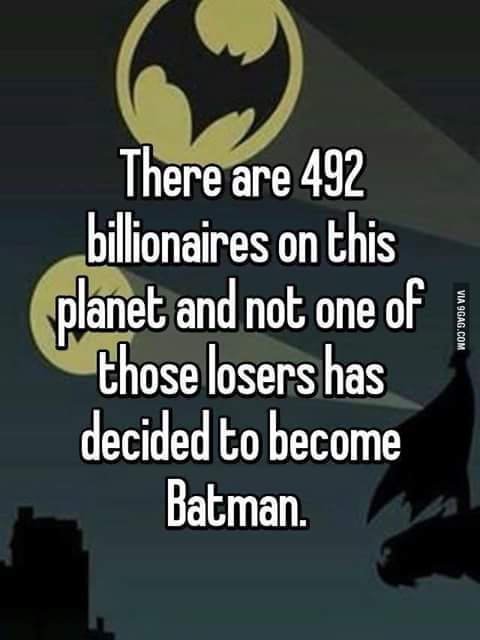 There are 492
billionaires on this
planet and not one of
those losers has
decided to become
Batman.
VIA 9GAG.COM